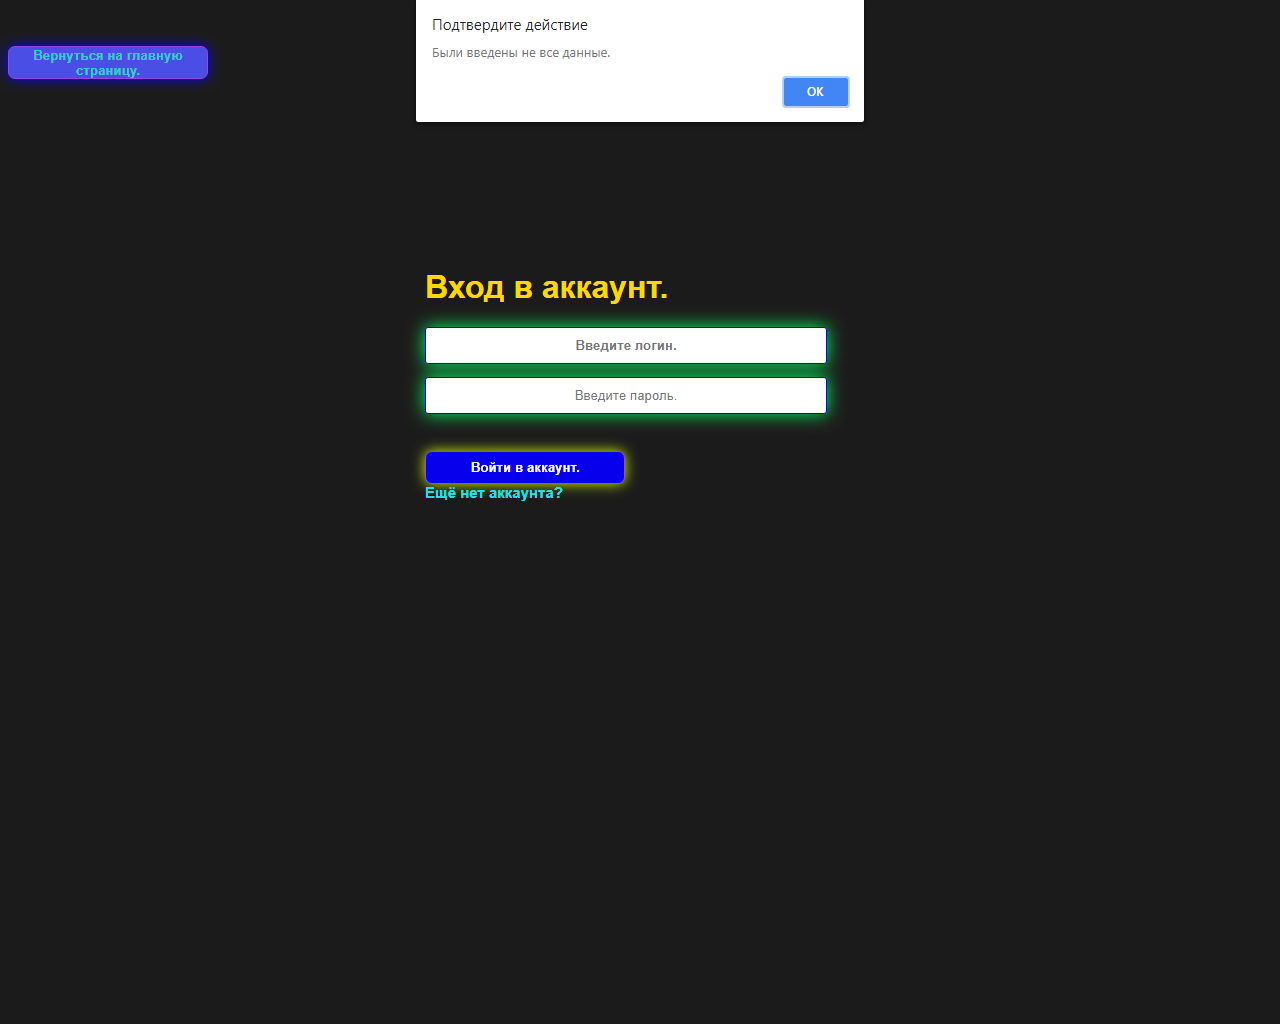 Подтвердите действие
Были введены не все данные.
ОК
Вернуться на главную
страницу.
Вход в аккаунт.
Введите логин.
Введите пароль.
Войти в аккаунт.
Ещё нет аккаунта?